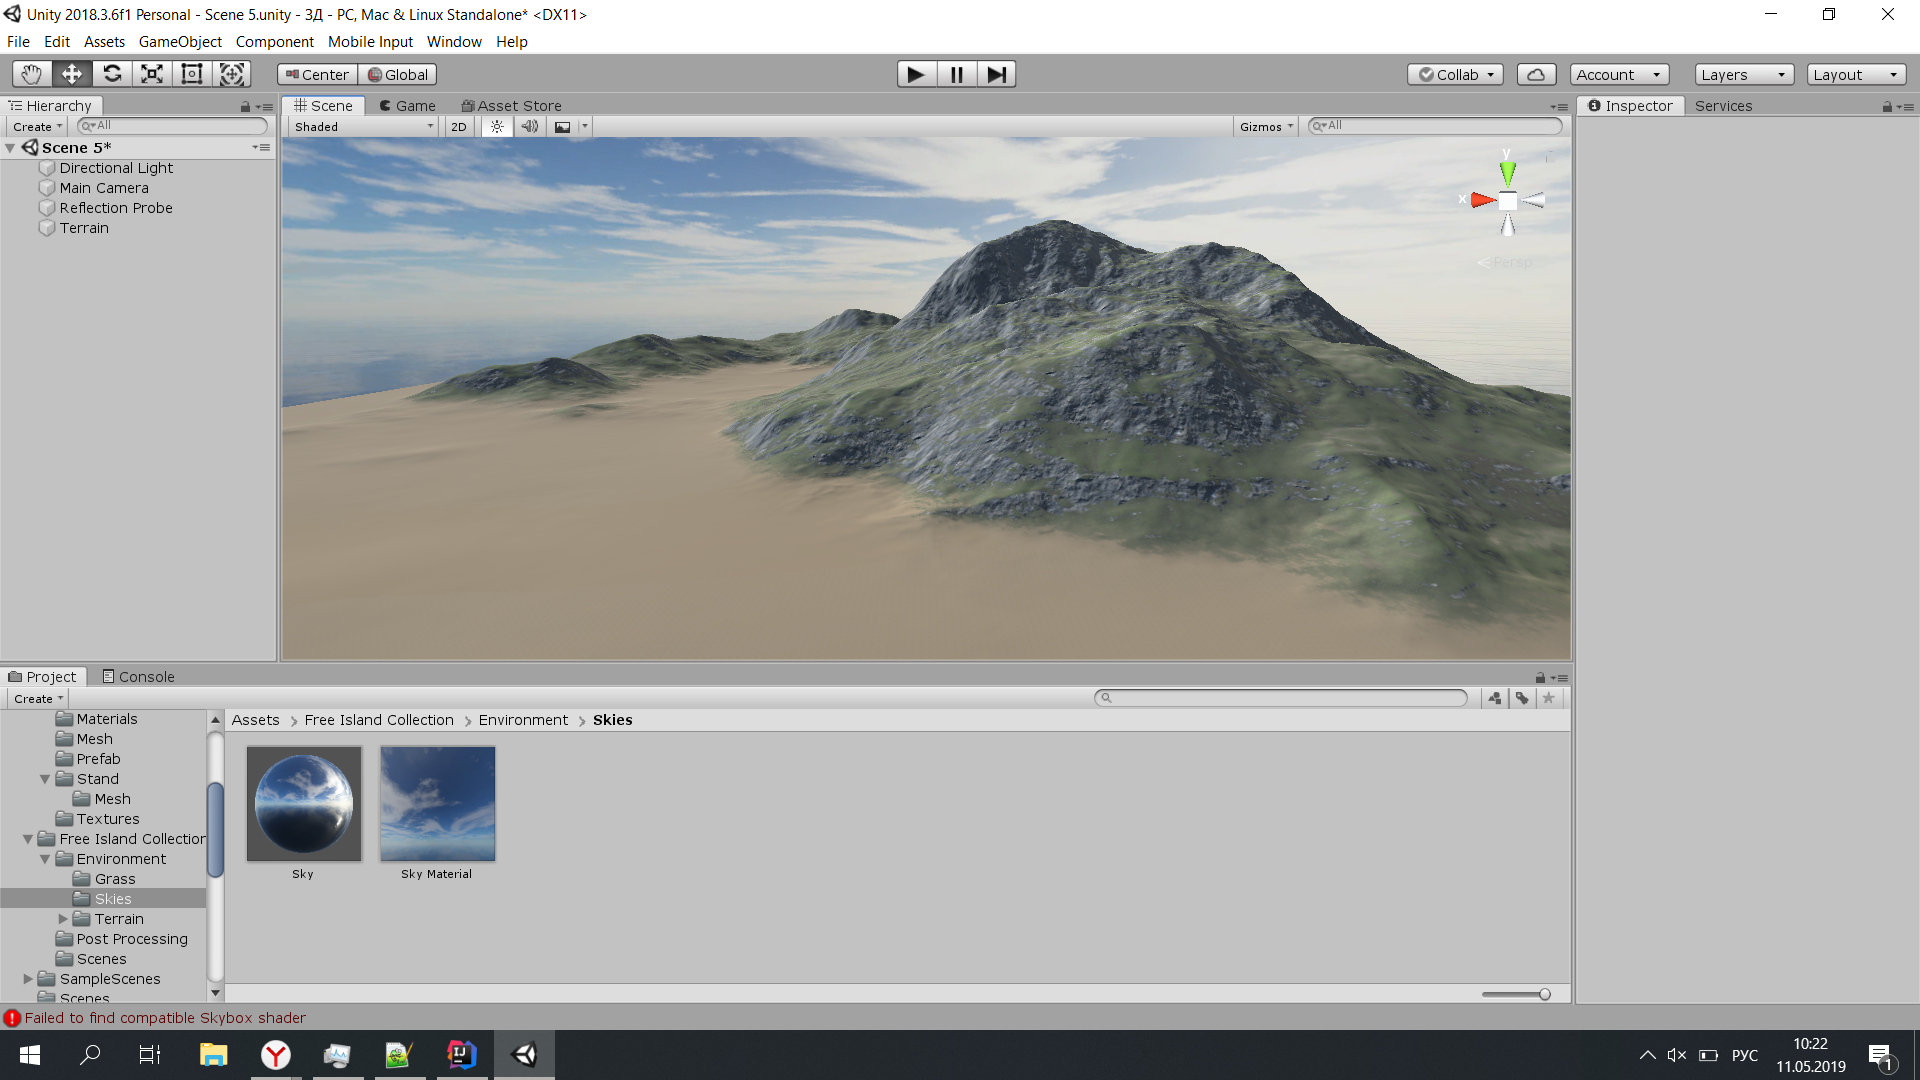 Unity 2018.3.6f1 Personal - Scene 5.unity - 3Д - PC, Mac & Linux Standalone* <DX11>
File Edit Assets GameObject Component Mobile Input Window Help
Center Global Collab Account Layers Layout
Hierarchy
Create All
Scene 5*
Directional Light
Main Camera
Reflection Probe
Terrain
Scene Game Asset Store
Shaded 2D Gizmos All
y
x
Persp
Inspector Services
Project Console
Create
Materials
Mesh
Prefab
Stand
Mesh
Textures
Free Island Collection
Environment
Grass
Skies
Terrain
Post Processing
Scenes
SampleScenes
Scenes
Assets Free Island Collection Environment Skies
Sky Sky Material
Failed to find compatible Skybox shader
РУС
10:22
11.05.2019
1